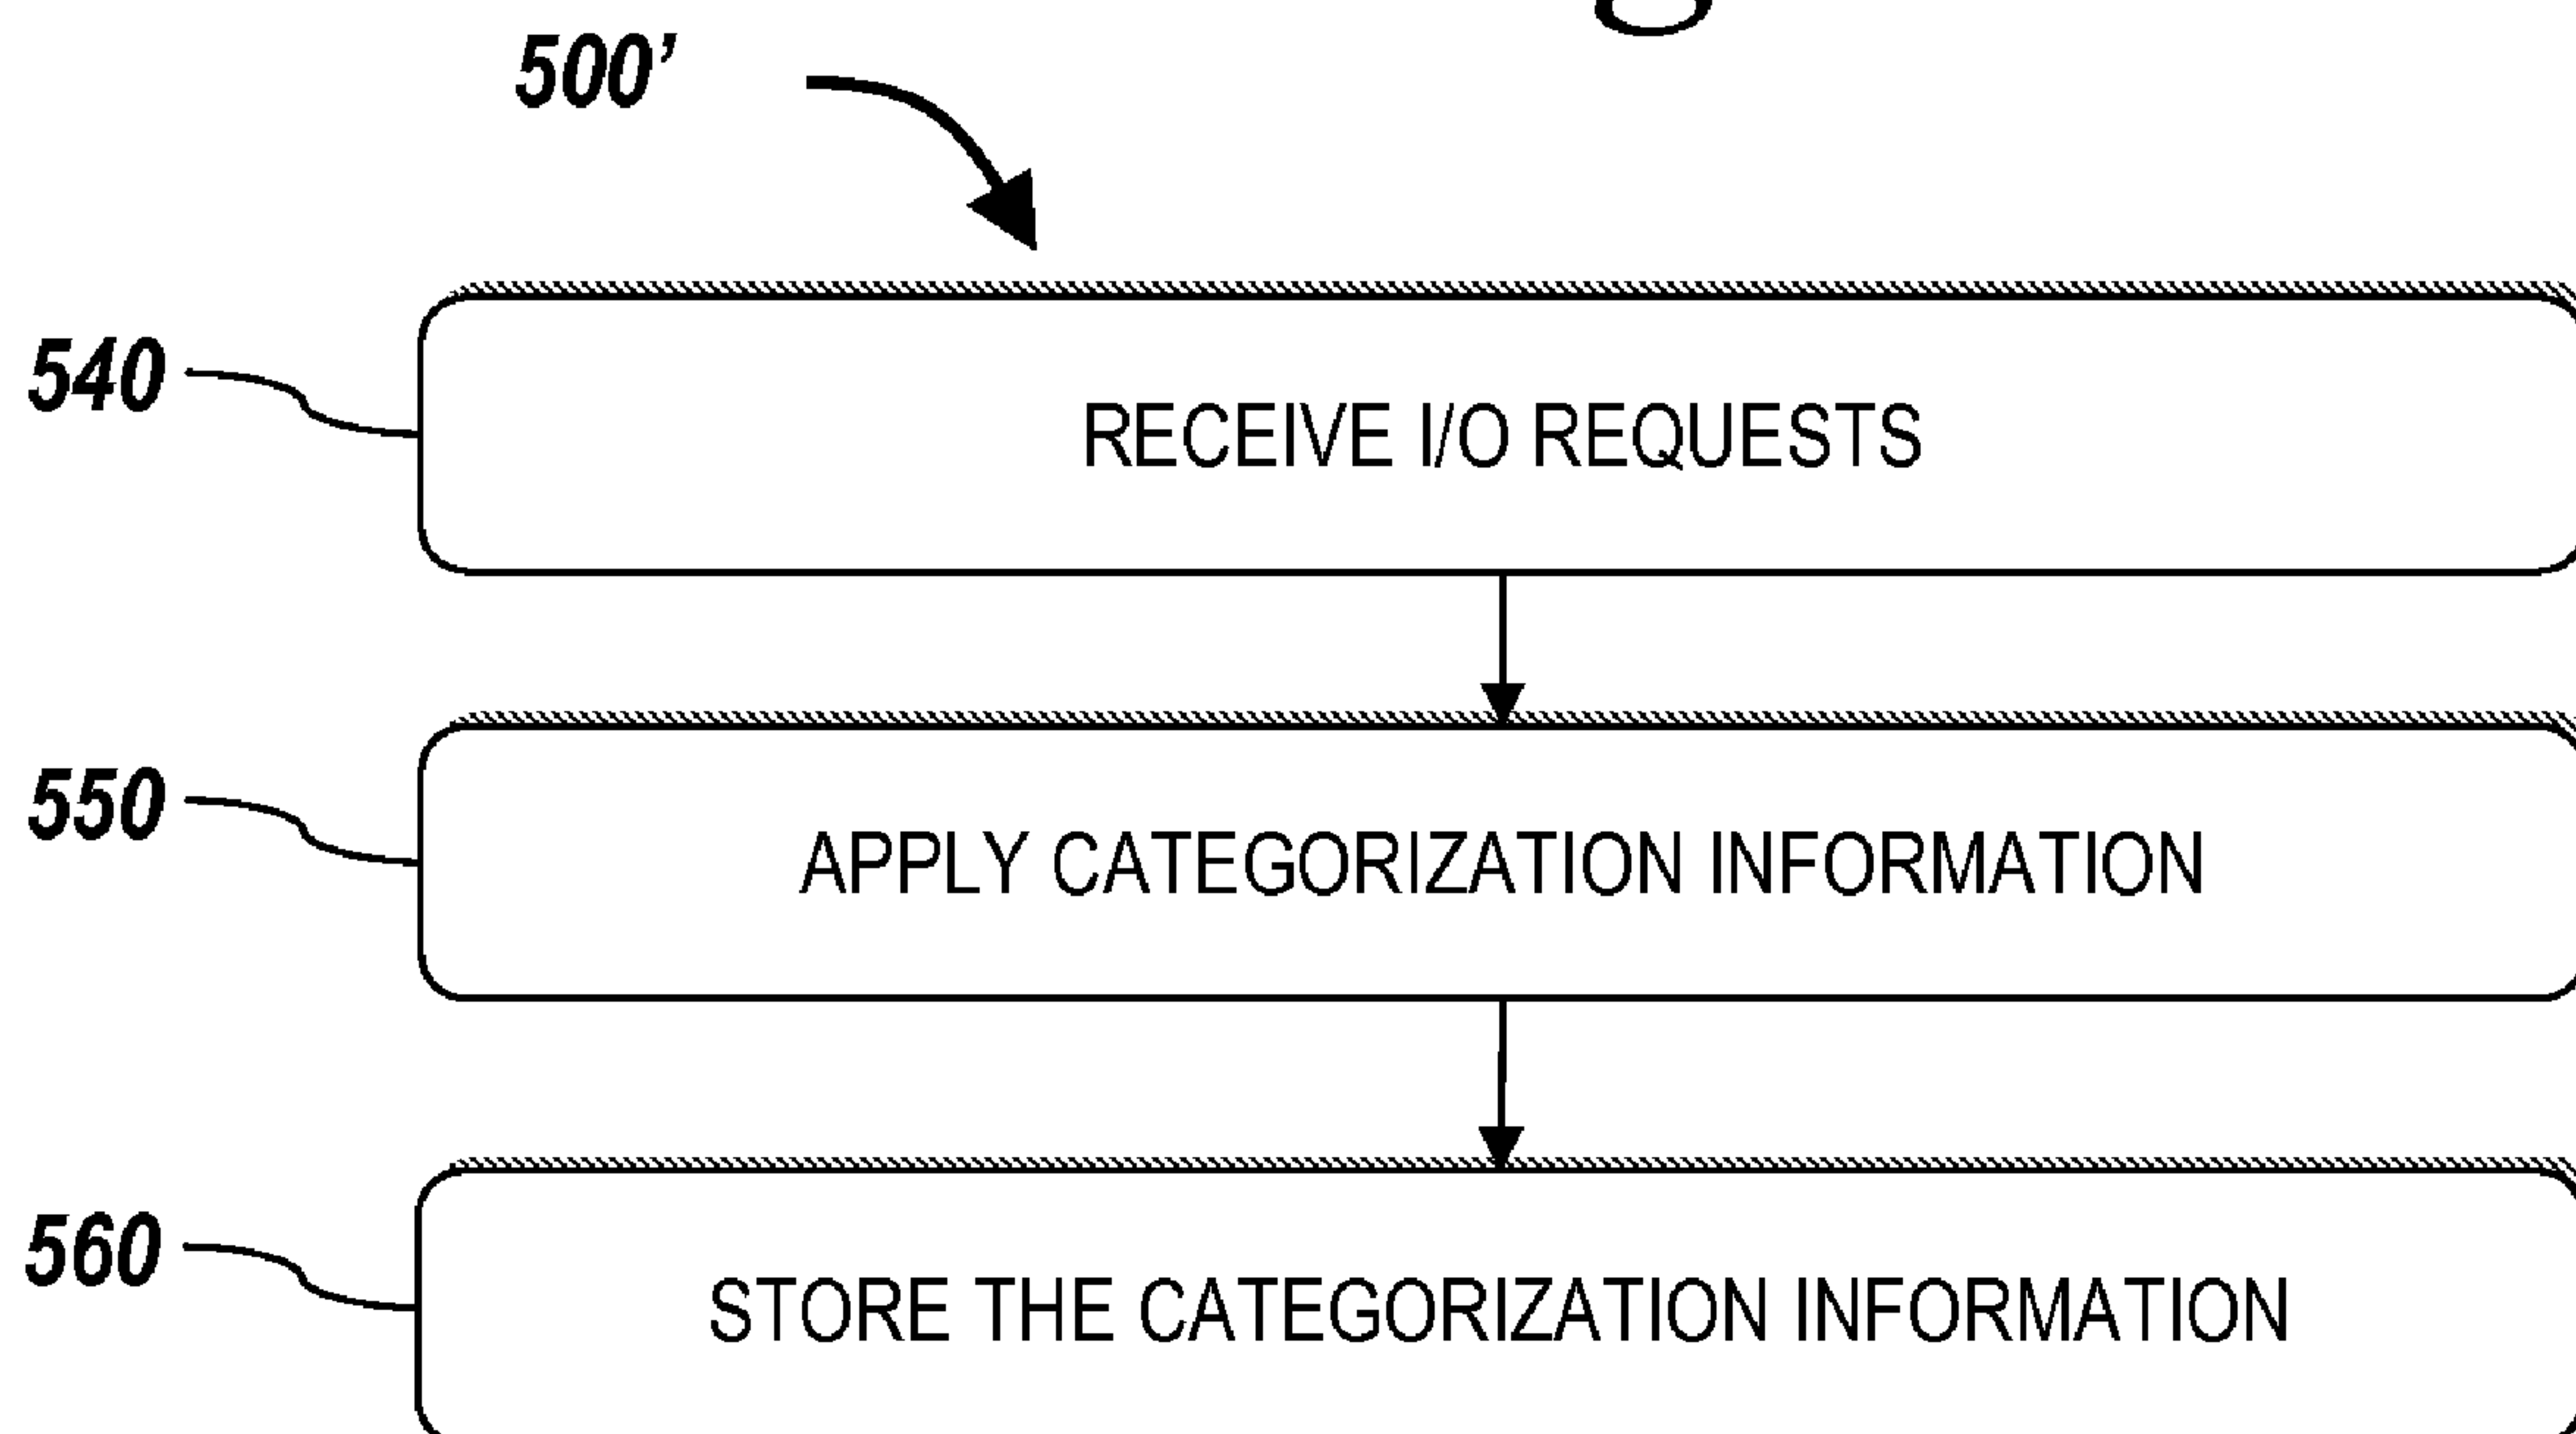 500’
540
RECEIVE I/O REQUESTS
550
APPLY CATEGORIZATION INFORMATION
560
STORE THE CATEGORIZATION INFORMATION